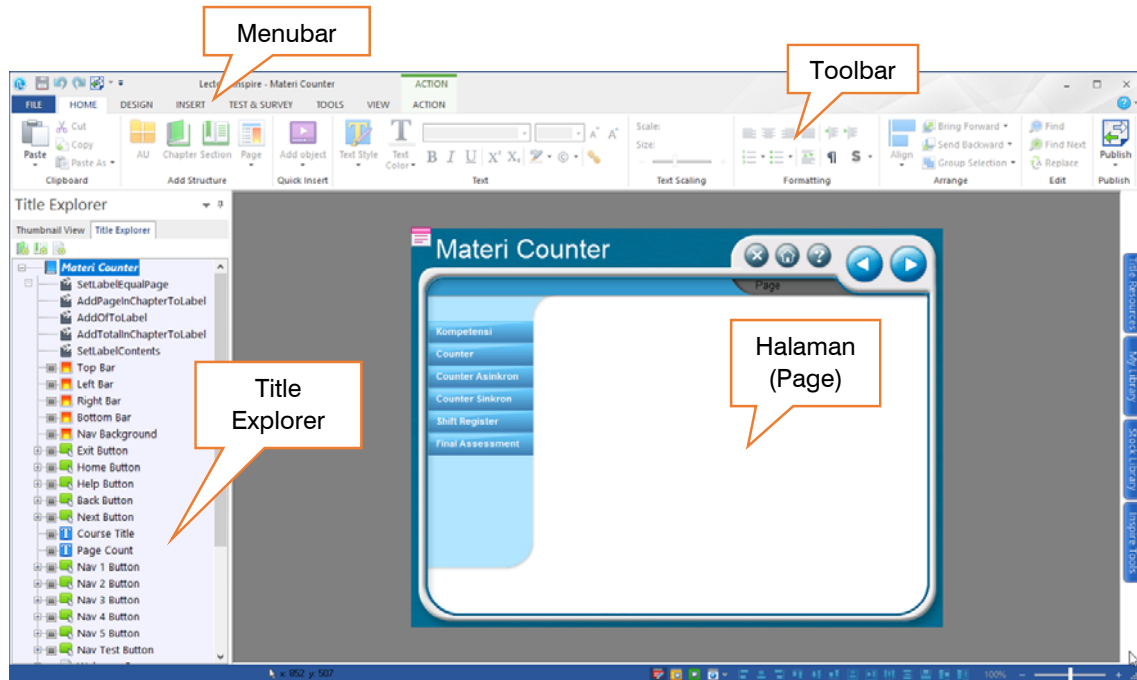 Menubar
Toolbar
Inspire - Materi Counter
ACTION
FILE HOME DESIGN INSERT TEST & SURVEY TOOLS VIEW ACTION
Paste
Cut
Copy
Paste As
AU
Chapter
Section
Page
Add object
Text Style
Text Color
B I U X² X₂
Scale:
Size:
Align
Bring Forward
Send Backward
Group Selection
Find
Find Next
Replace
Publish
Clipboard
Add Structure
Quick Insert
Text
Text Scaling
Formatting
Arrange
Edit
Publish
Title Explorer
Thumbnail View
Title Explorer
Materi Counter
SetLabelEqualPage
AddPageInChapterToLabel
AddOfToLabel
AddTotalInChapterToLabel
SetLabelContents
Top Bar
Left Bar
Right Bar
Bottom Bar
Nav Background
Exit Button
Home Button
Help Button
Back Button
Next Button
Course Title
Page Count
Nav 1 Button
Nav 2 Button
Nav 3 Button
Nav 4 Button
Nav 5 Button
Nav Test Button
Title
Explorer
Materi Counter
Page
Kompetensi
Counter
Counter Asinkron
Counter Sinkron
Shift Register
Final Assessment
Halaman
(Page)
Title Resources
My Library
Stock Library
Inspire Tools
x: 852 y: 507
100%